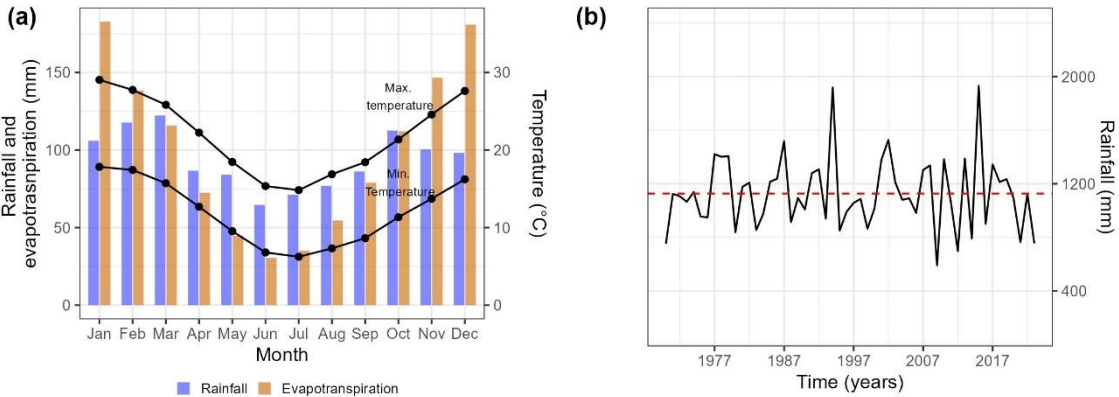 (a)
Rainfall and
evapotrasnpiration (mm)
150
100
50
0
30
20
10
0
Temperature (°C)
Max.
temperature
Min.
Temperature
Jan Feb Mar Apr May Jun Jul Aug Sep Oct Nov Dec
Month
Rainfall Evapotranspiration
(b)
2000
1200
400
Rainfall (mm)
1977 1987 1997 2007 2017
Time (years)